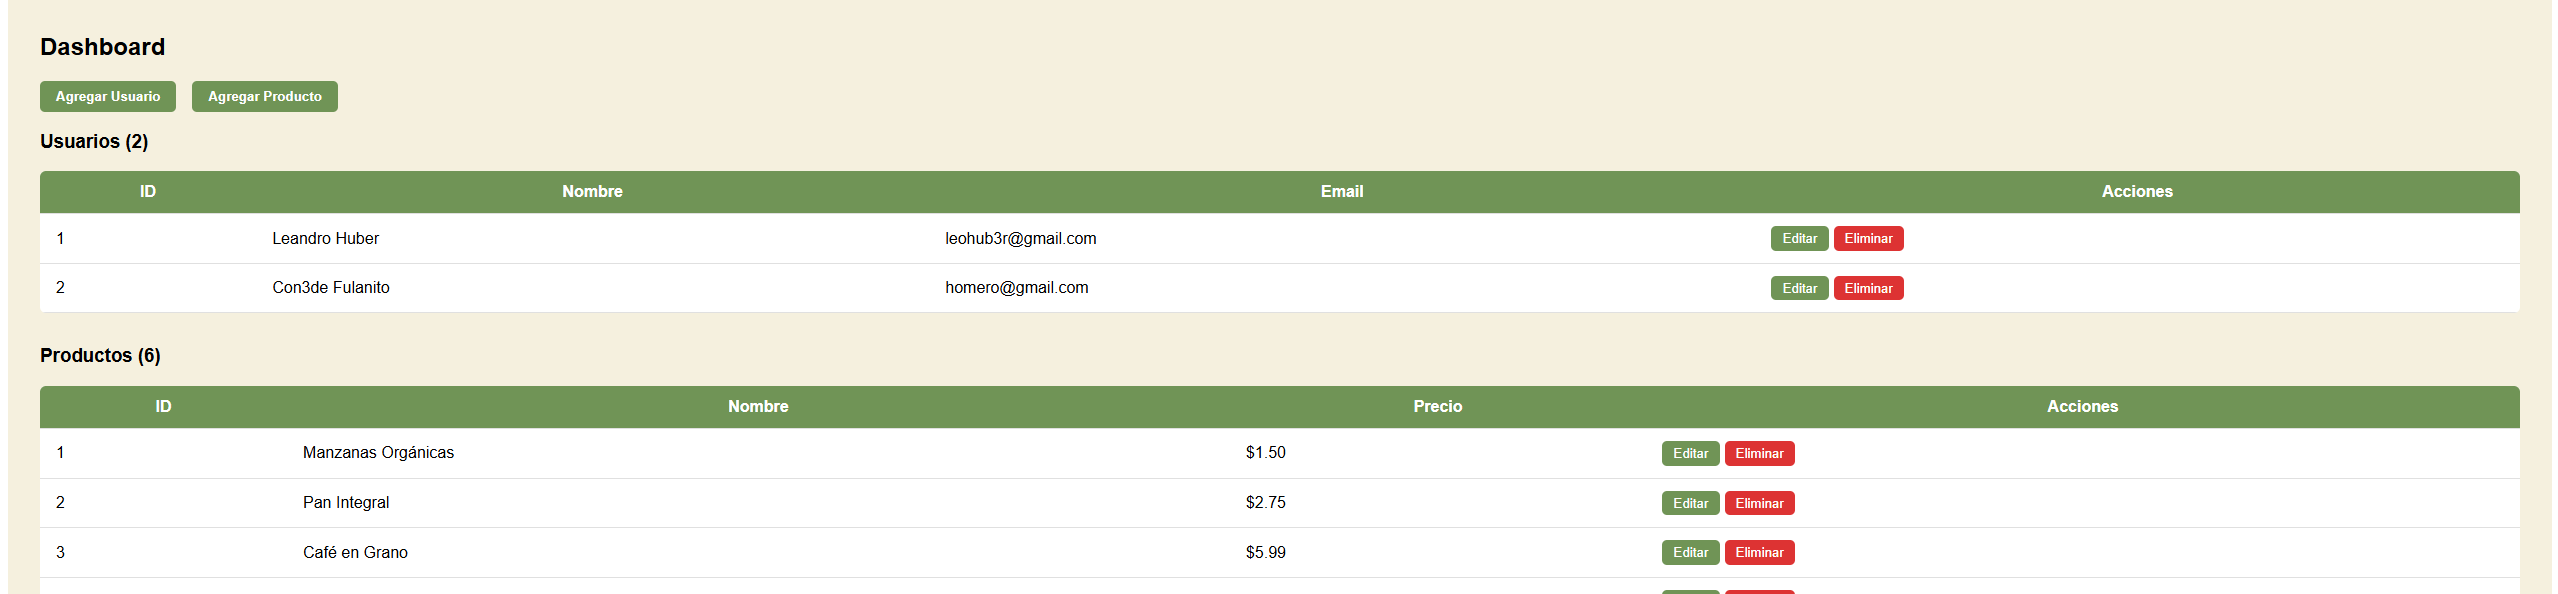 Dashboard
Agregar Usuario Agregar Producto
Usuarios (2)
ID Nombre Email Acciones
1 Leandro Huber leohub3r@gmail.com Editar Eliminar
2 Con3de Fulanito homero@gmail.com Editar Eliminar
Productos (6)
ID Nombre Precio Acciones
1 Manzanas Orgánicas $1.50 Editar Eliminar
2 Pan Integral $2.75 Editar Eliminar
3 Café en Grano $5.99 Editar Eliminar